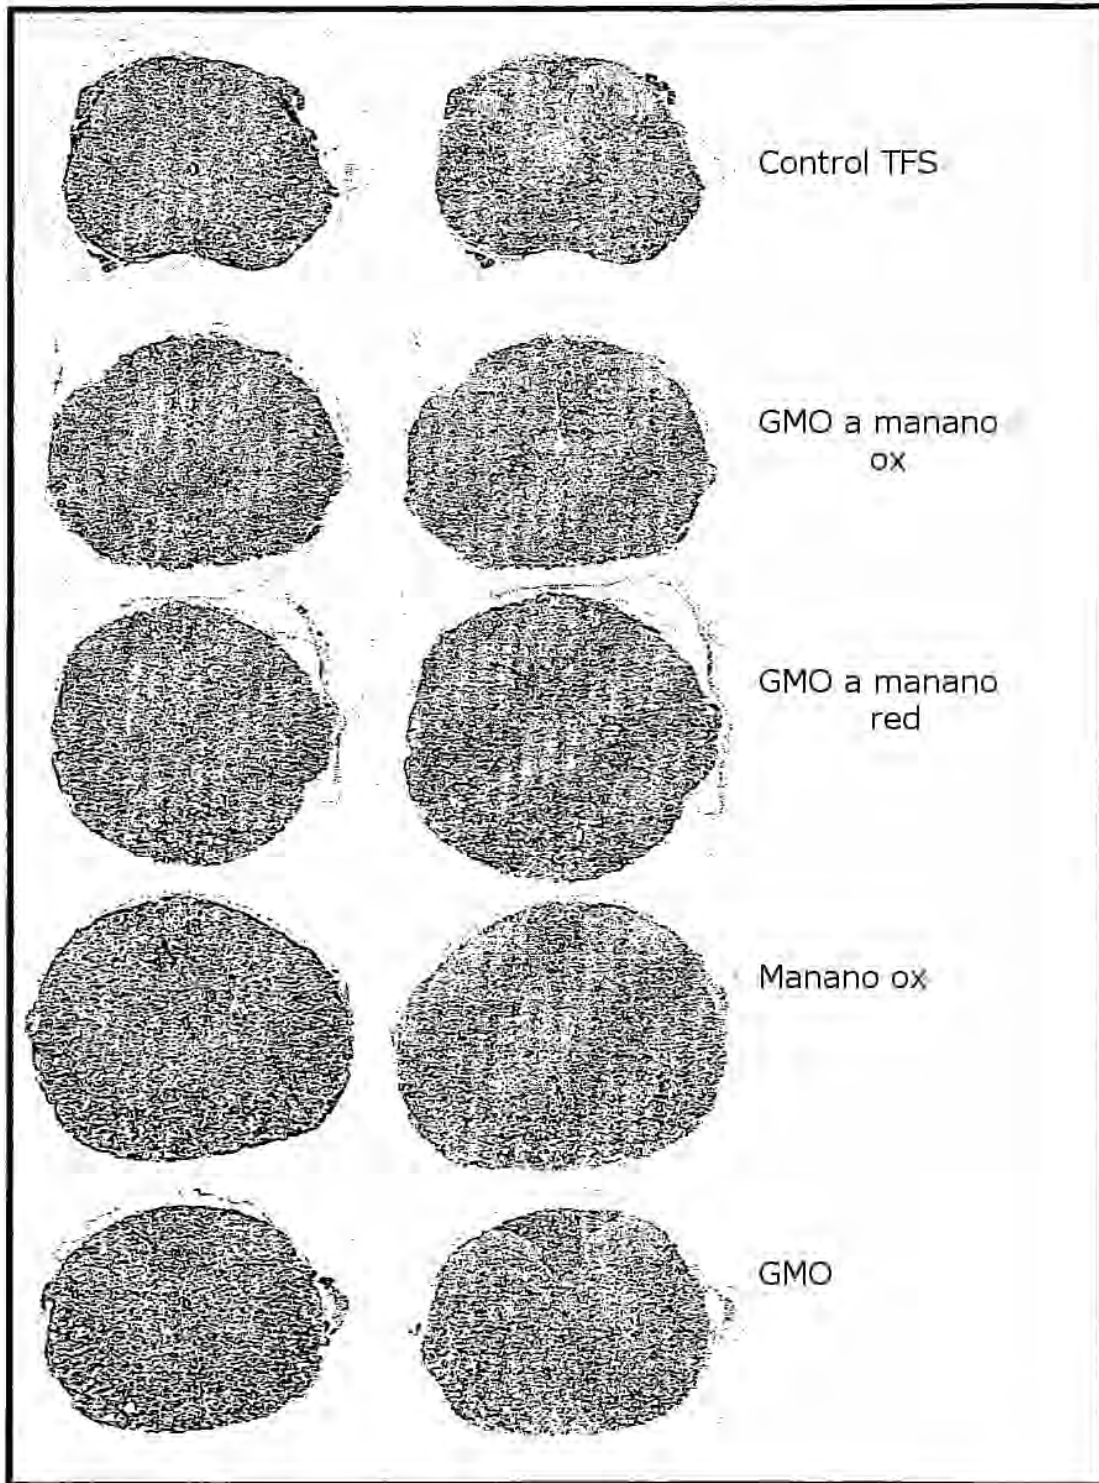 Control TFS
GMO a manano
ox
GMO a manano
red
Manano ox
GMO